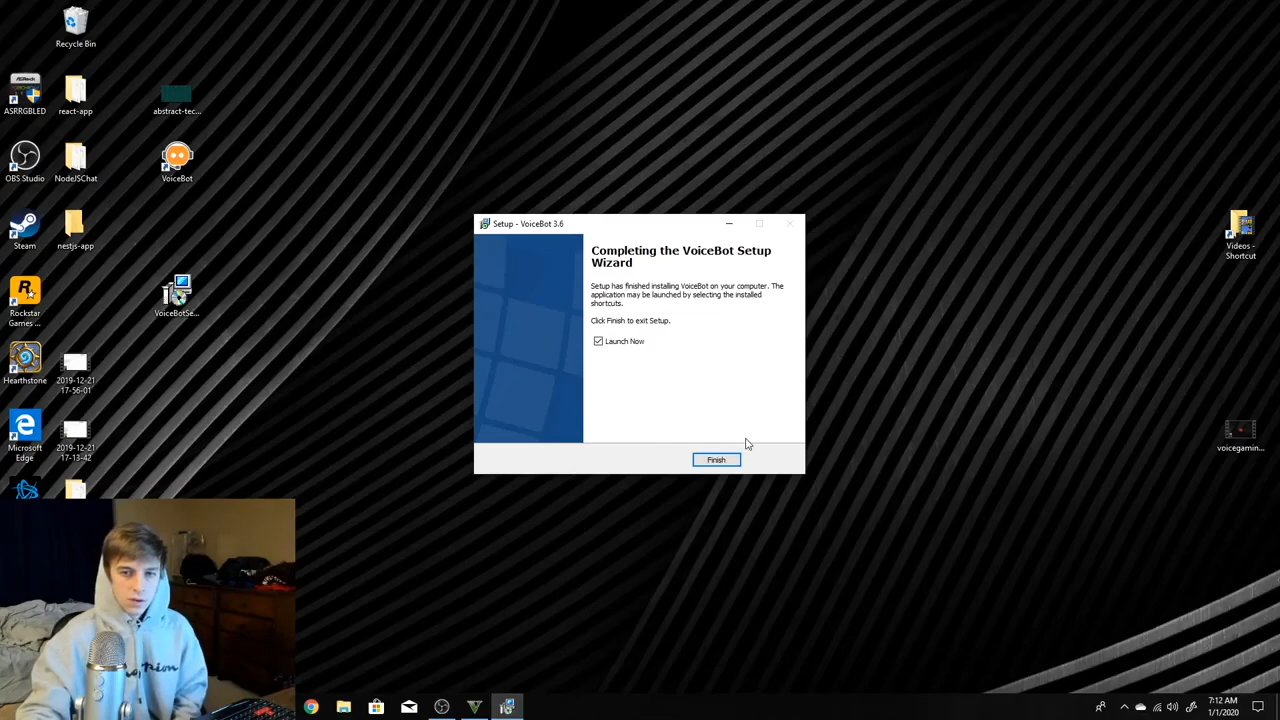 Recycle Bin
ASRRGBLED
react-app
abstract-tec...
OBS Studio
NodeJSChat
VoiceBot
Steam
nestjs-app
VoiceBotSe...
Rockstar
Games ...
Hearthstone
2019-12-21
17-56-01
Microsoft
Edge
2019-12-21
17-13-42
Setup - VoiceBot 3.6
Completing the VoiceBot Setup
Wizard
Setup has finished installing VoiceBot on your computer. The
application may be launched by selecting the installed
shortcuts.
Click Finish to exit Setup.
Launch Now
Finish
Videos -
Shortcut
voicegamin...
7:12 AM
1/1/2020